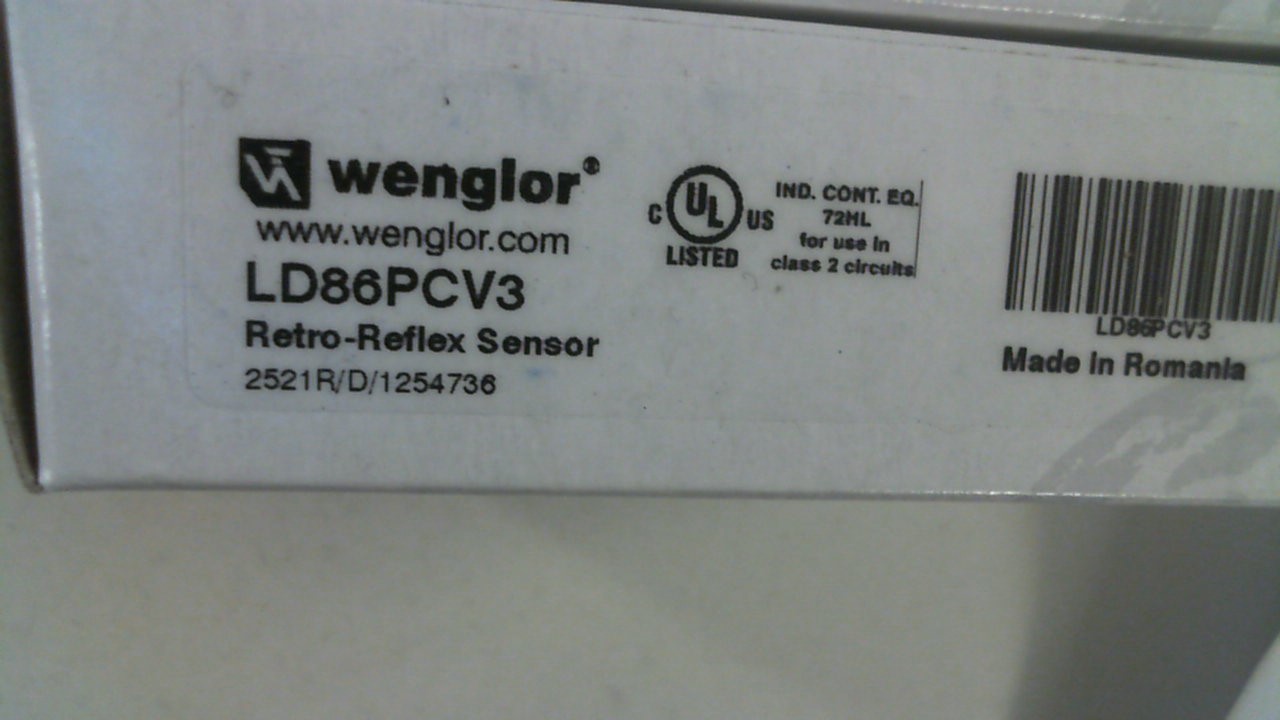 wenglor®
www.wenglor.com
LD86PCV3
Retro-Reflex Sensor
2521R/D/1254736
C UL US
LISTED
IND. CONT. EQ.
72HL
for use in
class 2 circuits
LD86PCV3
Made in Romania